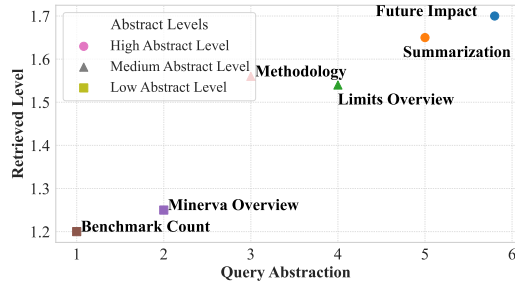 Abstract Levels
High Abstract Level
Medium Abstract Level
Low Abstract Level
Future Impact
Summarization
Methodology
Limits Overview
Minerva Overview
Benchmark Count
Retrieved Level
1.7
1.6
1.5
1.4
1.3
1.2
1 2 3 4 5 6
Query Abstraction